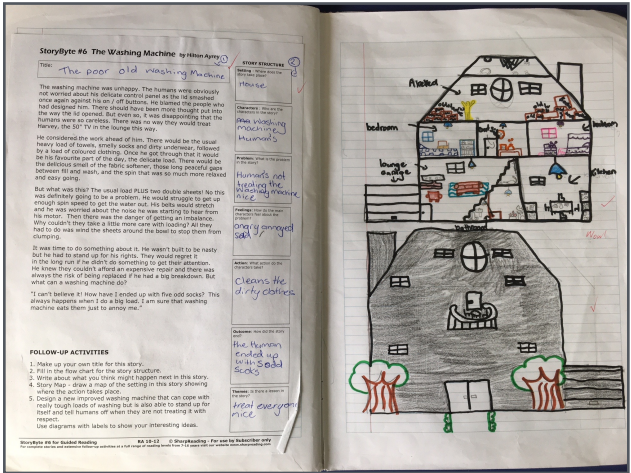 StoryByte #6 The Washing Machine by Hilton Ayrey
Title:
The poor old washing Machine
The washing machine was unhappy. The humans were obviously
not worried about his delicate control panel as the lid smashed
once again against his on / off buttons. He blamed the people who
had designed him. There should have been more thought put into
the way the lid opened. But even so, it was disappointing that the
humans were so careless. There was no way they would treat
Harvey, the 50" TV in the lounge this way.
He considered the work ahead of him. There would be the usual
heavy load of towels, smelly socks and dirty underwear, followed
by a load of coloured clothing. Once he got through that it would
be his favourite part of the day, the delicate load. There would be
the delicious smell of the fabric softener, those long peaceful gaps
between fill and wash, and the spin that was so much more relaxed
and easy going.
But what was this? The usual load PLUS two double sheets! No this
was definitely going to be a problem. He would struggle to get up
enough spin speed to get the water out. His belts would stretch
and he was worried about the noise he was starting to hear from
his motor. Then there was the danger of getting an imbalance.
Why couldn't they take a little more care with loading? All they
had to do was wind the sheets around the bowl to stop them from
clumping.
It was time to do something about it. He wasn't built to be nasty
but he had to stand up for his rights. They would regret it
in the long run if he didn't do something to get their attention.
He knew they couldn't afford an expensive repair and there was
always the risk of being replaced if he had a big breakdown. But
what can a washing machine do?
"I can't believe it! How have I ended up with five odd socks? This
always happens when I do a big load. I am sure that washing
machine eats them just to annoy me."
FOLLOW-UP ACTIVITIES
1. Make up your own title for this story.
2. Fill in the flow chart for the story structure.
3. Write about what you think might happen next in this story.
4. Story Map - draw a map of the setting in this story showing
where the action takes place.
5. Design a new improved washing machine that can cope with
really tough loads of washing but is also able to stand up for
itself and tell humans off when they are not treating it with
respect.
Use diagrams with labels to show your interesting ideas.
STORY STRUCTURE
Setting - Where does the
story take place?
House
Characters - Who are the
characters in the story?
washing
machine
Humans
Problem: What is the problem
in the story?
Human's not
treating the
washing machine
nice
Feelings: How do the main
characters feel about the
problem?
angry annoyed
sad
Action: What action do the
characters take?
Cleans the
dirty clothes
Outcome: How did the story
end?
the Human
ended up
with 5 odd
Socks
Themes: Is there a lesson in
the story?
treat everyone
nice
StoryByte #6 for Guided Reading RA 10-12 © SharpReading - For use by Subscriber only
bedroom
lounge
garage
kitchen